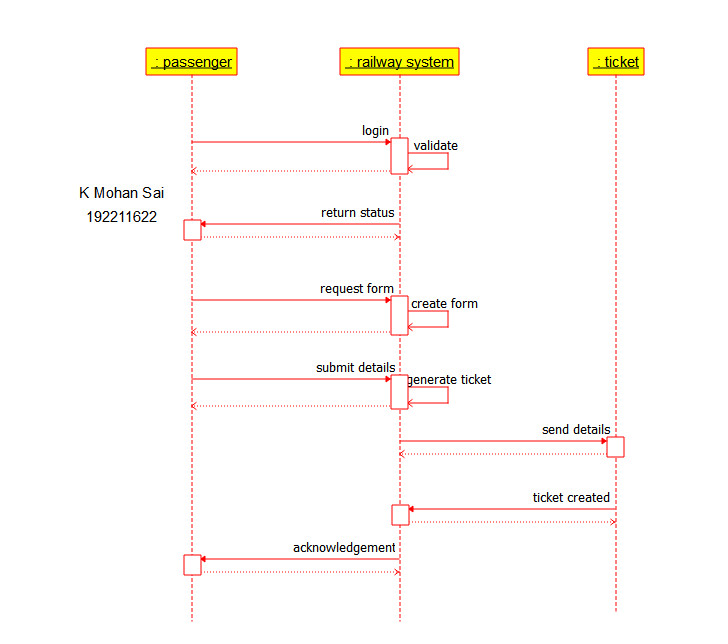 : passenger
: railway system
: ticket
login
validate
K Mohan Sai
192211622
return status
request form
create form
submit details
generate ticket
send details
ticket created
acknowledgement